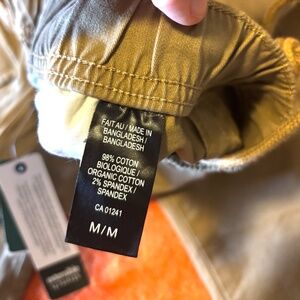 FAIT AU / MADE IN
BANGLADESH /
BANGLADESH
98% COTON
BIOLOGIQUE /
ORGANIC COTTON
2% SPANDEX /
SPANDEX
CA 01241
M/M